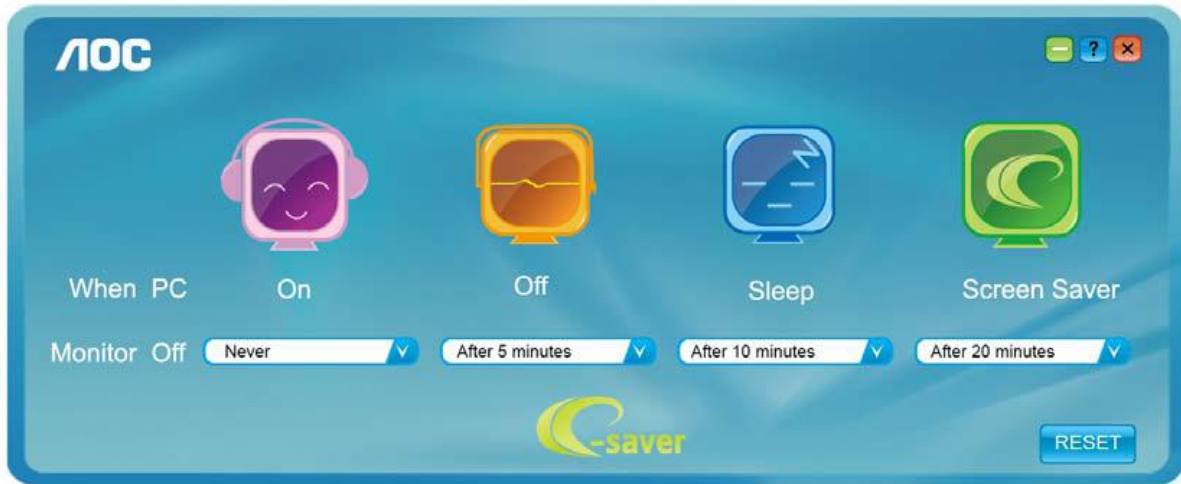 AOC
?
When PC On Off Sleep Screen Saver
Monitor Off Never After 5 minutes After 10 minutes After 20 minutes
e-saver
RESET